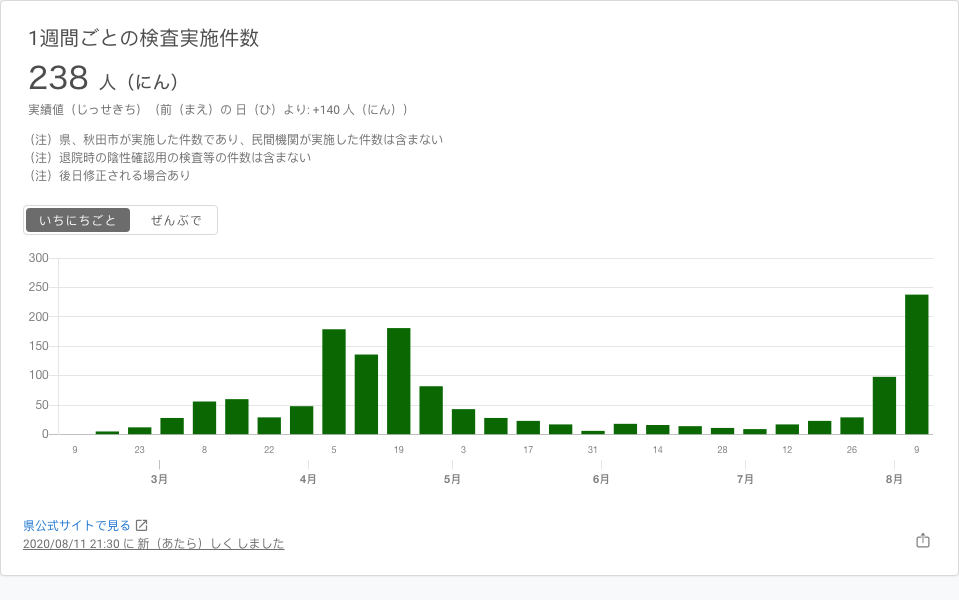 1週間ごとの検査実施件数
238 人（にん）
実績値（じっせきち）（前（まえ）の 日（ひ）より: +140 人（にん））
（注）県、秋田市が実施した件数であり、民間機関が実施した件数は含まない
（注）退院時の陰性確認用の検査等の件数は含まない
（注）後日修正される場合あり
いちにちごと ぜんぶで
300
250
200
150
100
50
0
9 23 8 22 5 19 3 17 31 14 28 12 26 9
3月 4月 5月 6月 7月 8月
県公式サイトで見る
2020/08/11 21:30 に 新（あたら）しく しました